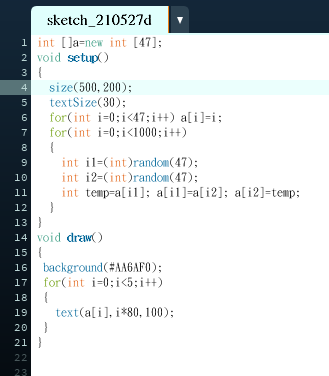 sketch_210527d ▼
1 int []a=new int [47];
2 void setup()
3 {
4 size(500,200);
5 textSize(30);
6 for(int i=0;i<47;i++) a[i]=i;
7 for(int i=0;i<1000;i++)
8 {
9 int i1=(int)random(47);
10 int i2=(int)random(47);
11 int temp=a[i1]; a[i1]=a[i2]; a[i2]=temp;
12 }
13 }
14 void draw()
15 {
16 background(#AA6AF0);
17 for(int i=0;i<5;i++)
18 {
19 text(a[i],i*80,100);
20 }
21 }
22
23